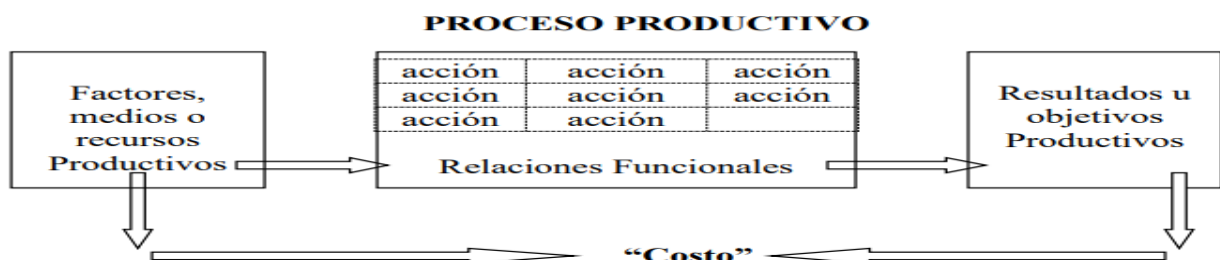 PROCESO PRODUCTIVO
Factores,
medios o
recursos
Productivos
acción acción acción
acción acción acción
acción acción
Relaciones Funcionales
Resultados u
objetivos
Productivos
“Costo”